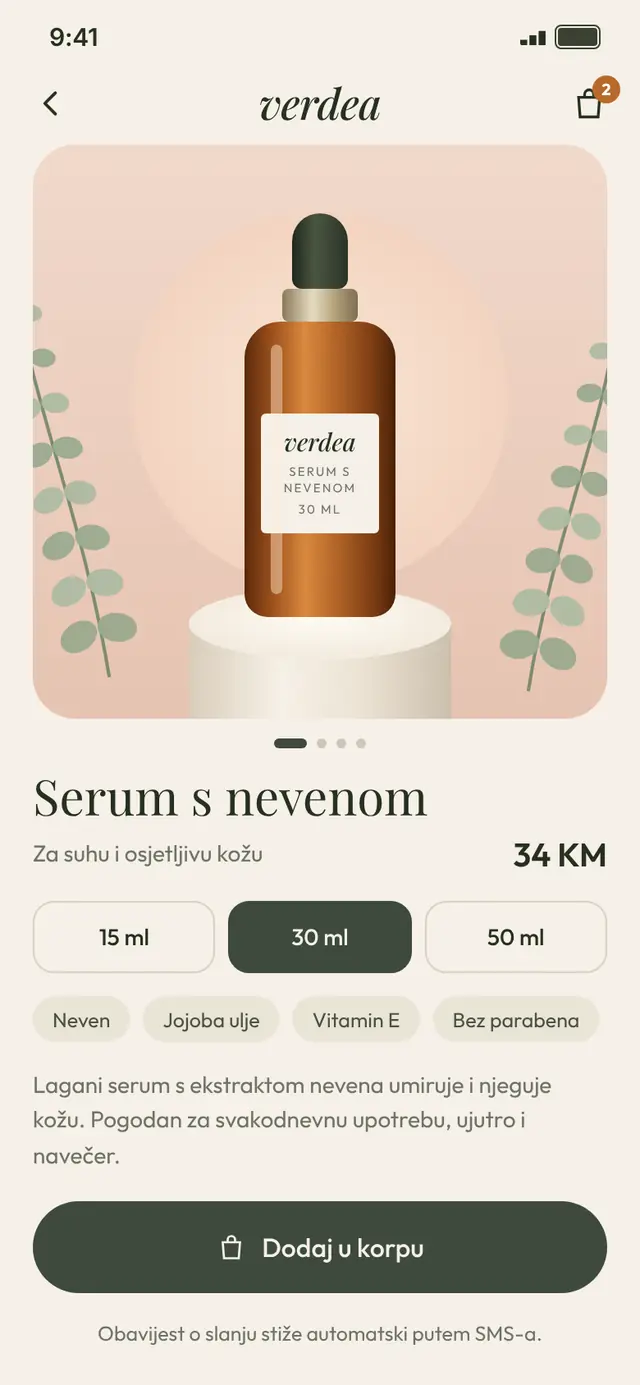 9:41
verdea
2
verdea
SERUM S
NEVENOM
30 ML
Serum s nevenom
Za suhu i osjetljivu kožu
34 KM
15 ml
30 ml
50 ml
Neven
Jojoba ulje
Vitamin E
Bez parabena
Lagani serum s ekstraktom nevena umiruje i njeguje
kožu. Pogodan za svakodnevnu upotrebu, ujutro i
navečer.
Dodaj u korpu
Obavijest o slanju stiže automatski putem SMS-a.